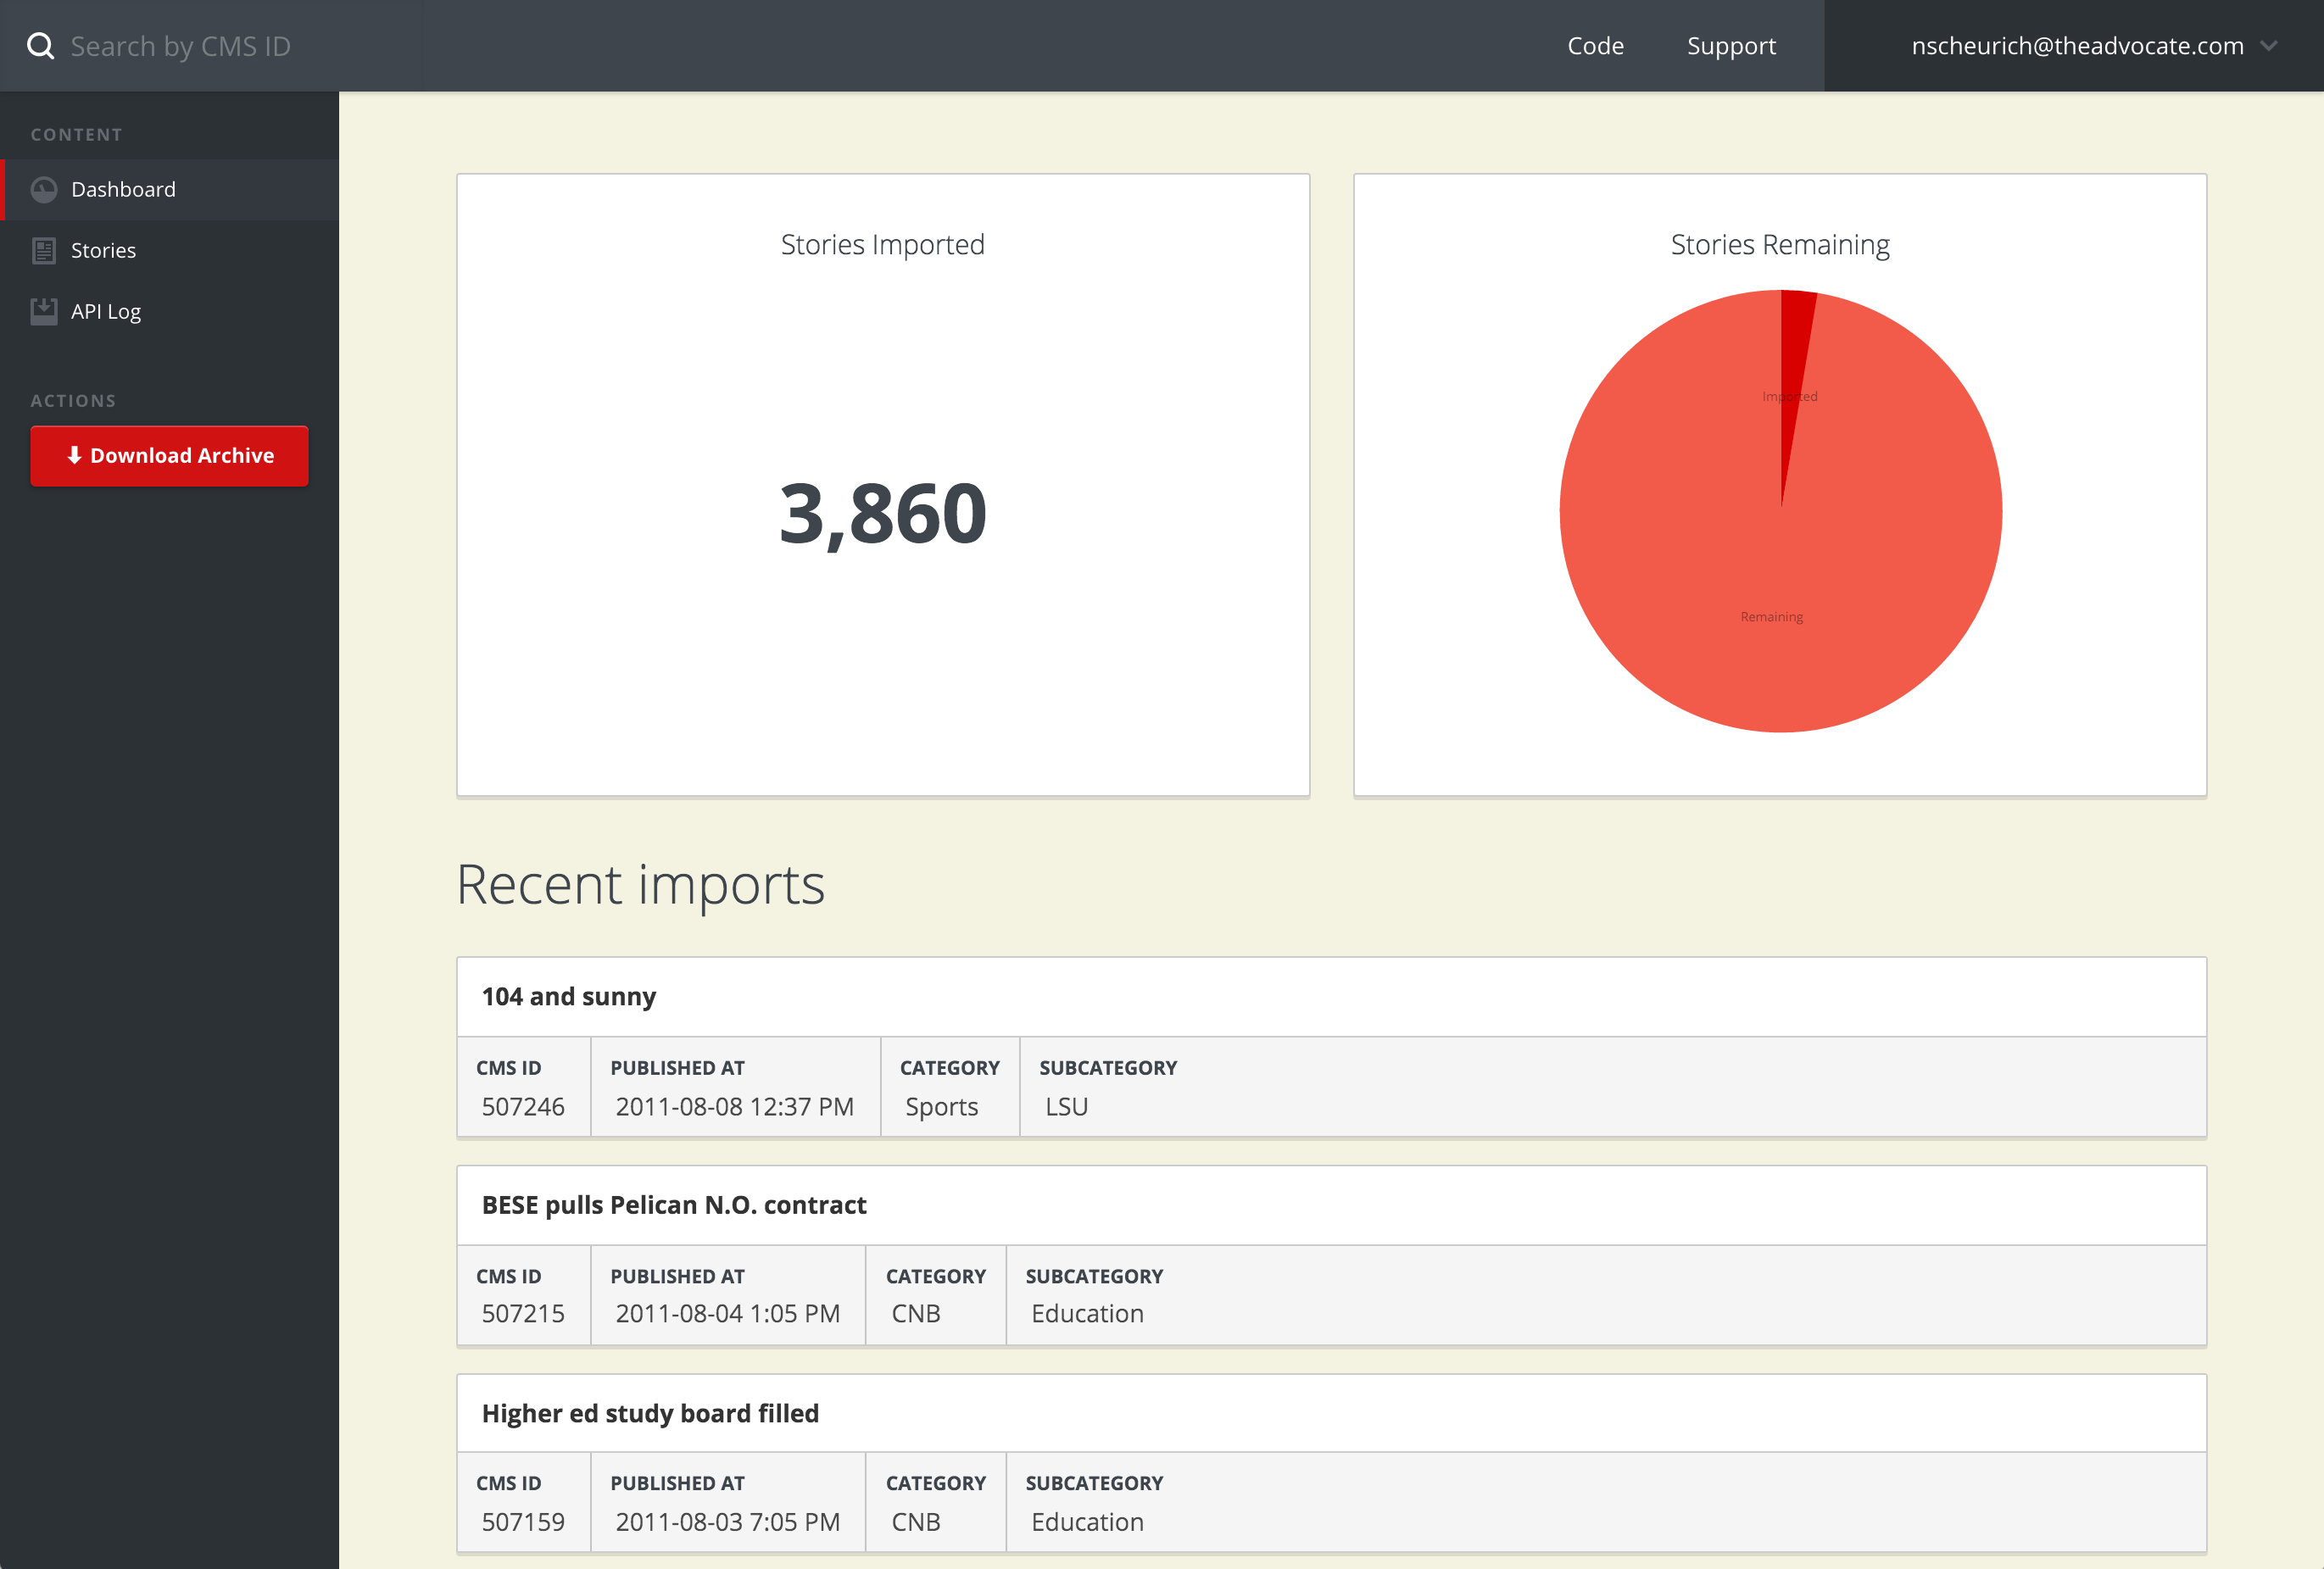 Search by CMS ID
Code
Support
nscheurich@theadvocate.com
CONTENT
Dashboard
Stories
API Log
ACTIONS
Download Archive
Stories Imported
3,860
Stories Remaining
Imported
Remaining
Recent imports
104 and sunny
CMS ID PUBLISHED AT CATEGORY SUBCATEGORY
507246 2011-08-08 12:37 PM Sports LSU
BESE pulls Pelican N.O. contract
CMS ID PUBLISHED AT CATEGORY SUBCATEGORY
507215 2011-08-04 1:05 PM CNB Education
Higher ed study board filled
CMS ID PUBLISHED AT CATEGORY SUBCATEGORY
507159 2011-08-03 7:05 PM CNB Education